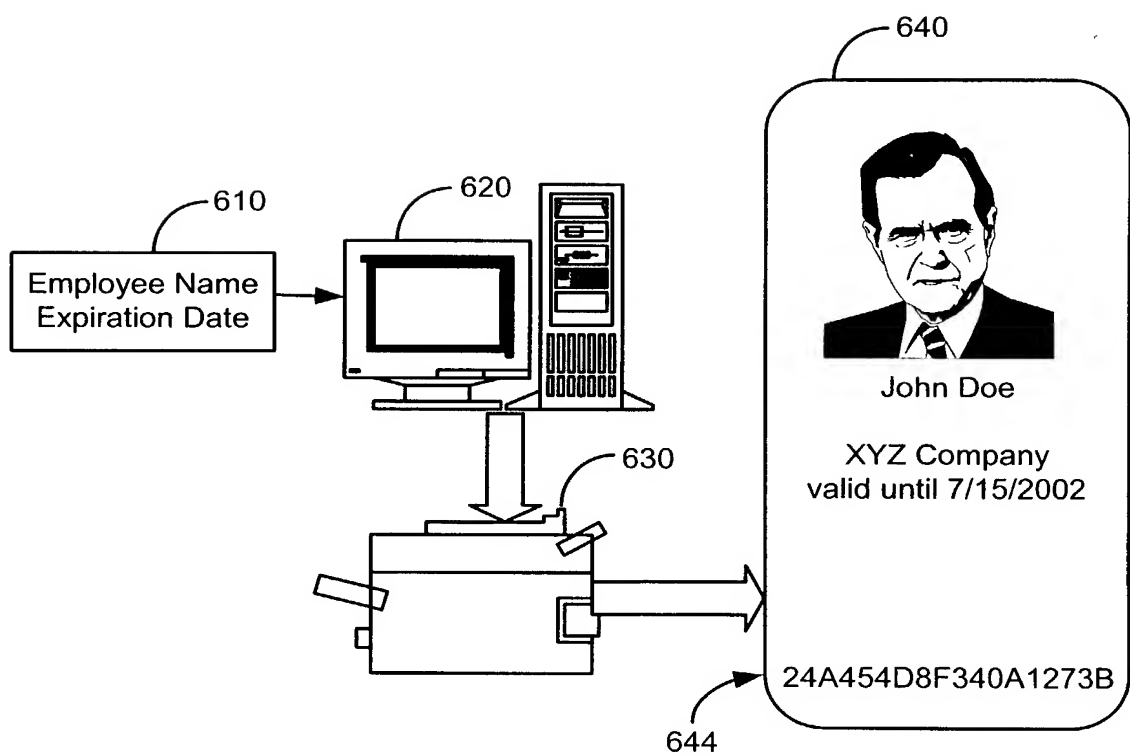 640
620
610
Employee Name
Expiration Date
John Doe
XYZ Company
valid until 7/15/2002
630
24A454D8F340A1273B
644